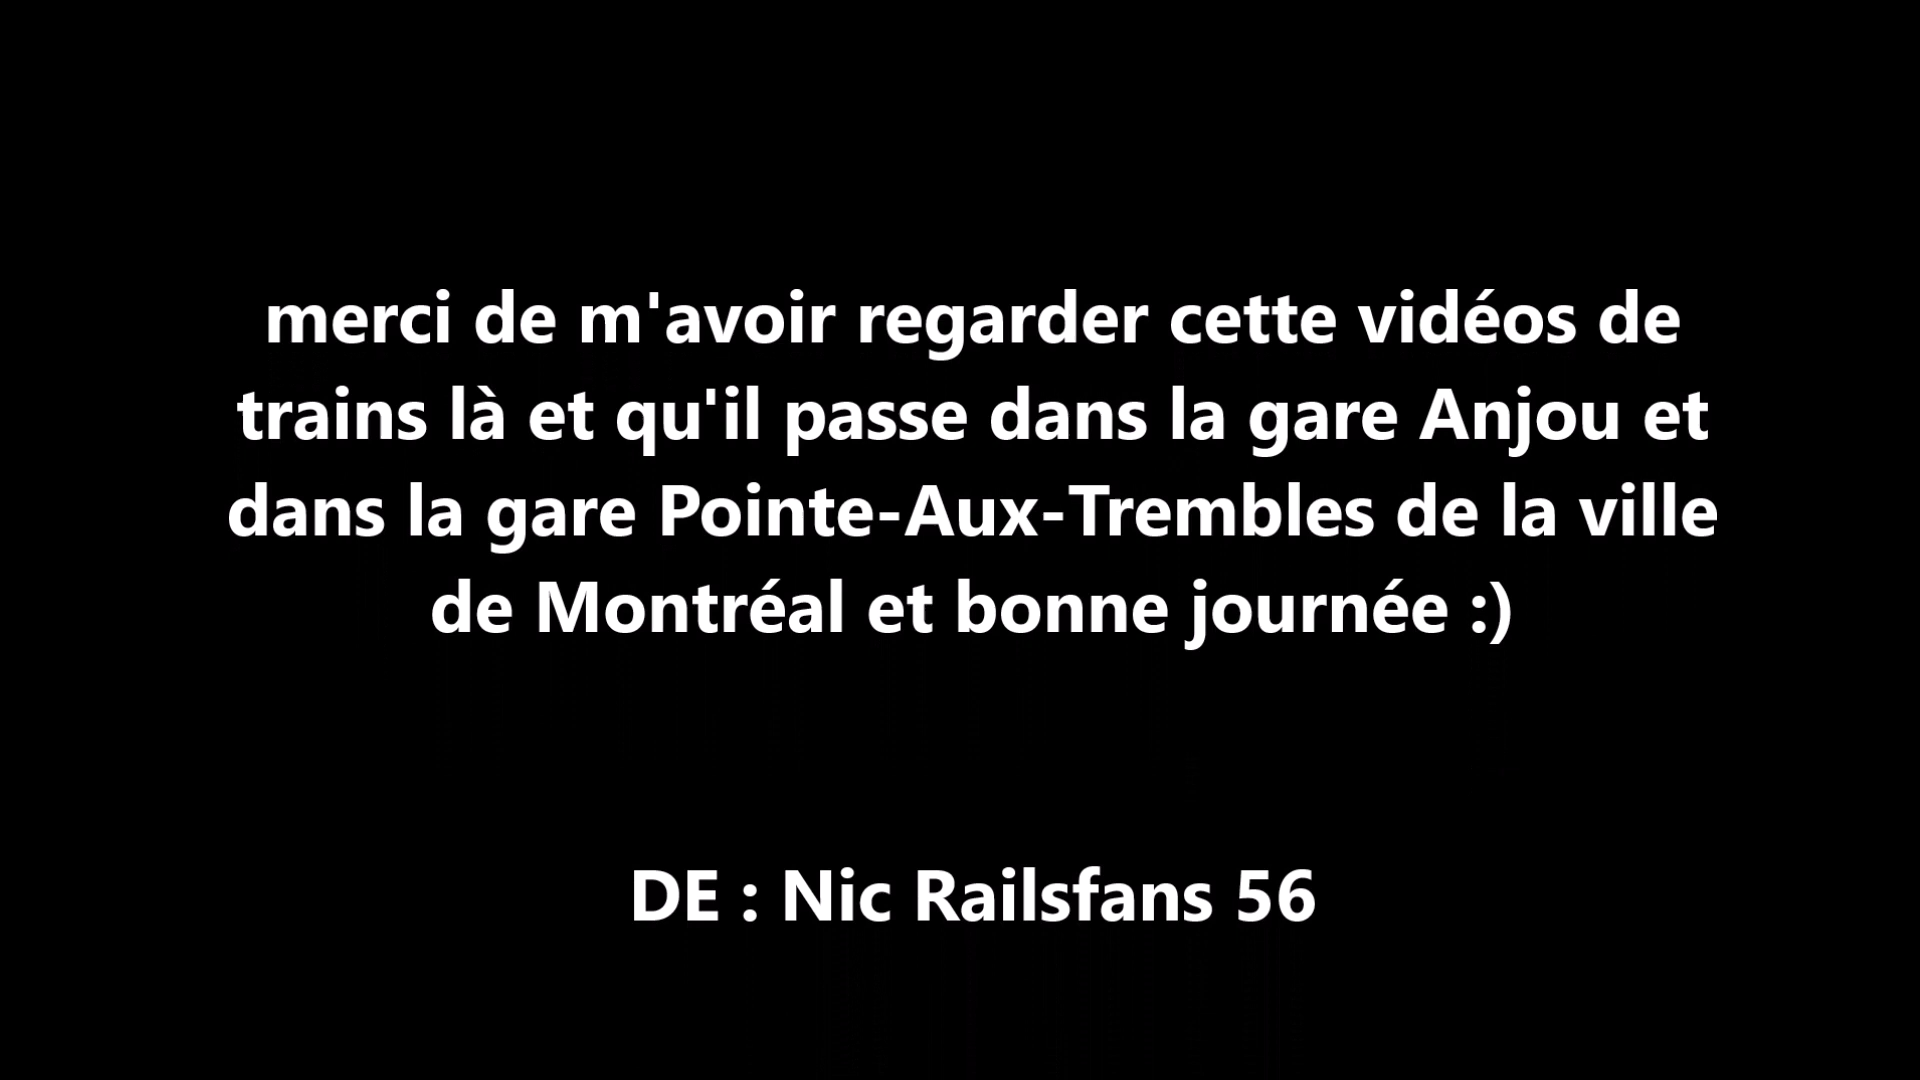 merci de m'avoir regarder cette vidéos de
trains là et qu'il passe dans la gare Anjou et
dans la gare Pointe-Aux-Trembles de la ville
de Montréal et bonne journée :)
DE : Nic Railsfans 56